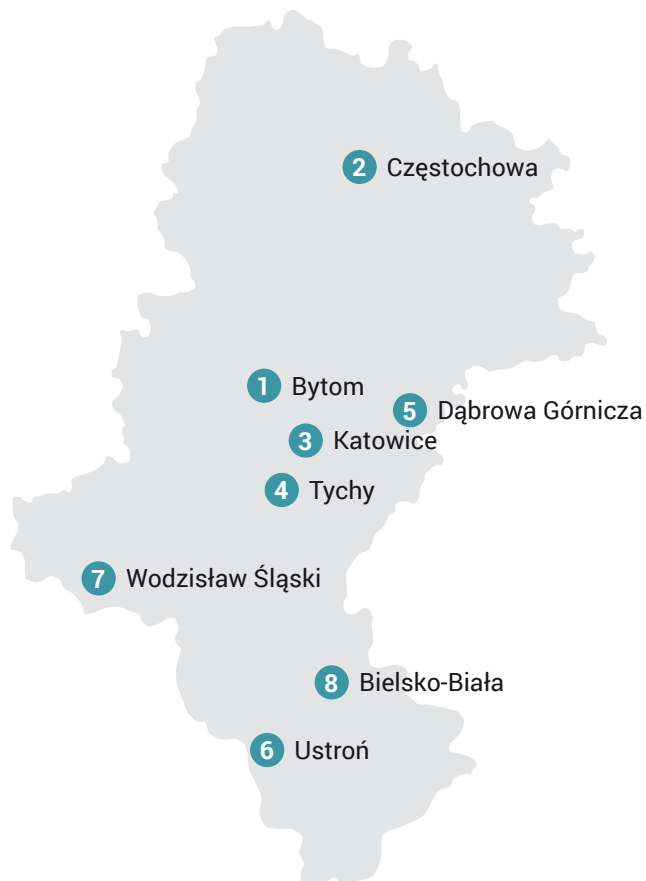 2 Częstochowa
1 Bytom
5 Dąbrowa Górnicza
3 Katowice
4 Tychy
7 Wodzisław Śląski
8 Bielsko-Biała
6 Ustroń